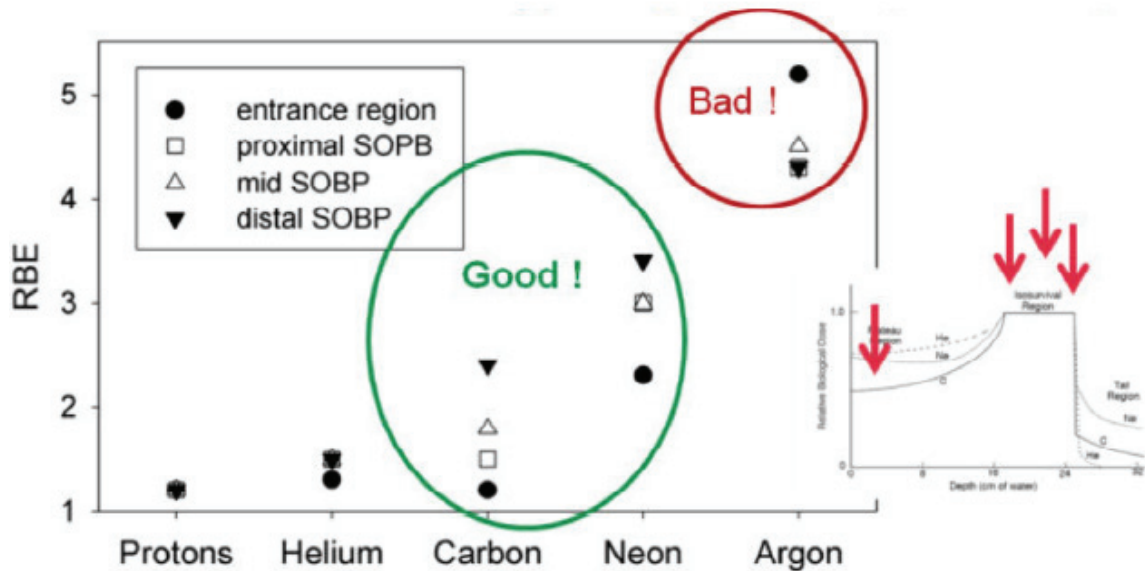 entrance region
proximal SOPB
mid SOBP
distal SOBP
Bad !
Good !
RBE
5
4
3
2
1
Protons Helium Carbon Neon Argon
Isosurvival
Region
1.0
Region
He
Ne
C
Relative Biological Dose
Tail
Region
Ne
C
He
0
0 8 16 24 32
Depth (cm of water)